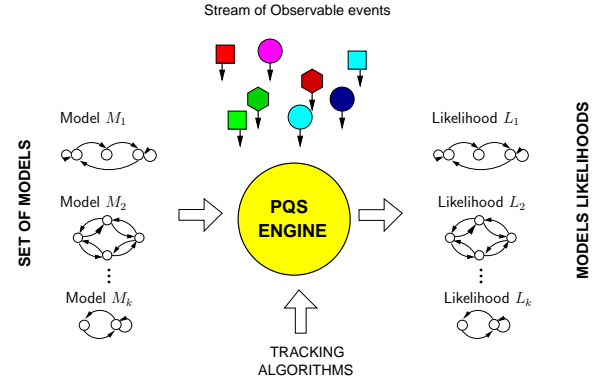 Stream of Observable events
SET OF MODELS
Model M₁
Model M₂
⋮
Model Mₖ
PQS
ENGINE
TRACKING
ALGORITHMS
Likelihood L₁
Likelihood L₂
⋮
Likelihood Lₖ
MODELS LIKELIHOODS